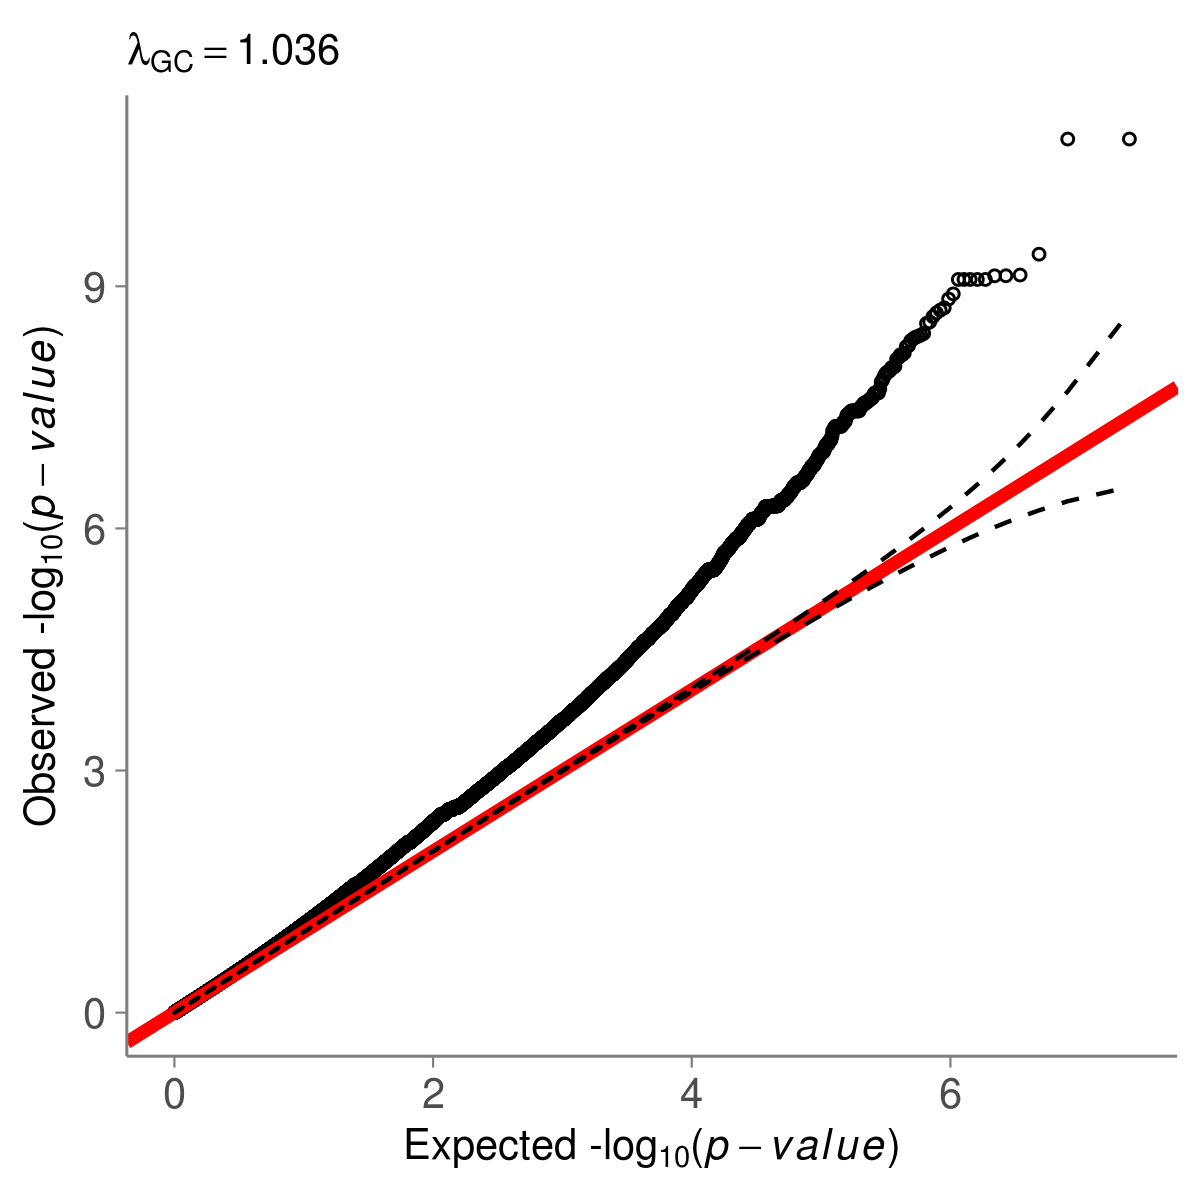 λGC = 1.036
9
6
3
0
Observed -log10(p − value)
0 2 4 6
Expected -log10(p − value)